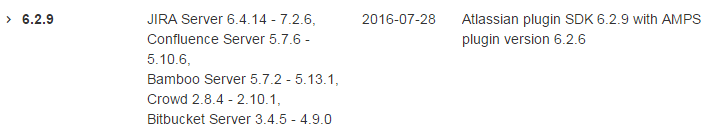 6.2.9
JIRA Server 6.4.14 - 7.2.6,
Confluence Server 5.7.6 -
5.10.6,
Bamboo Server 5.7.2 - 5.13.1,
Crowd 2.8.4 - 2.10.1,
Bitbucket Server 3.4.5 - 4.9.0
2016-07-28
Atlassian plugin SDK 6.2.9 with AMPS
plugin version 6.2.6